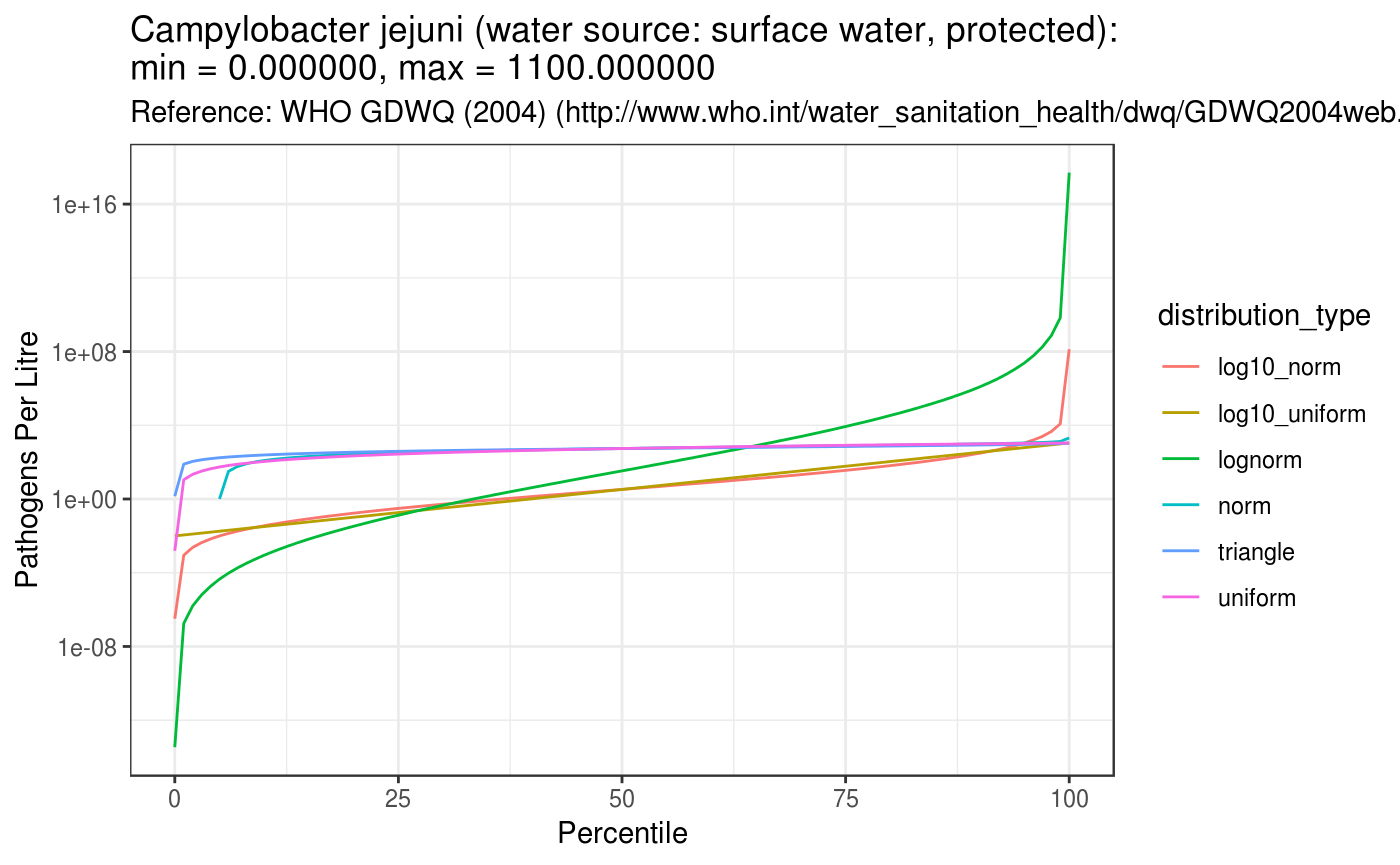 Campylobacter jejuni (water source: surface water, protected):
min = 0.000000, max = 1100.000000
Reference: WHO GDWQ (2004) (http://www.who.int/water_sanitation_health/dwq/GDWQ2004web.
Pathogens Per Litre
1e+16
1e+08
1e+00
1e-08
0 25 50 75 100
Percentile
distribution_type
log10_norm
log10_uniform
lognorm
norm
triangle
uniform